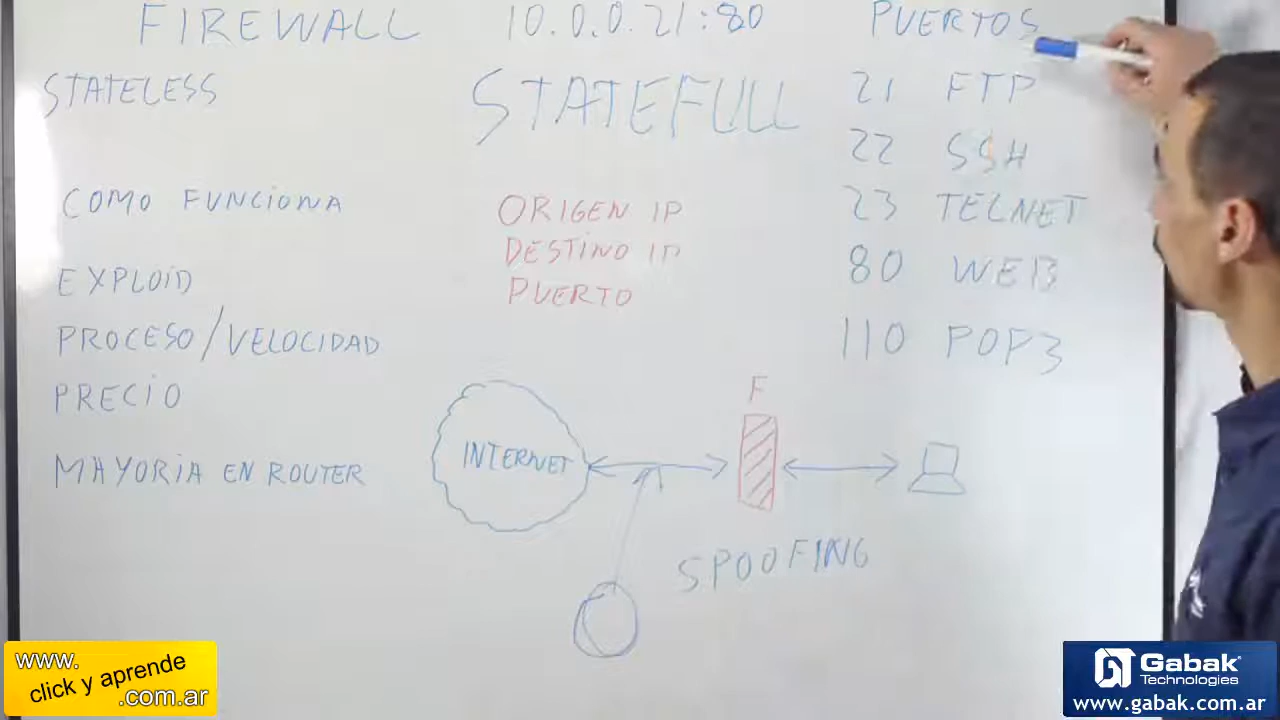 FIREWALL
10.0.0.21:80
PUERTOS
STATELESS
STATEFULL
21 FTP
22 SSH
23 TELNET
80 WEB
110 POP3
COMO FUNCIONA
EXPLOID
PROCESO/VELOCIDAD
PRECIO
MAYORIA EN ROUTER
ORIGEN IP
DESTINO IP
PUERTO
F
INTERNET
SPOOFING
www.
click y aprende
.com.ar
Gabak
Technologies
www.gabak.com.ar